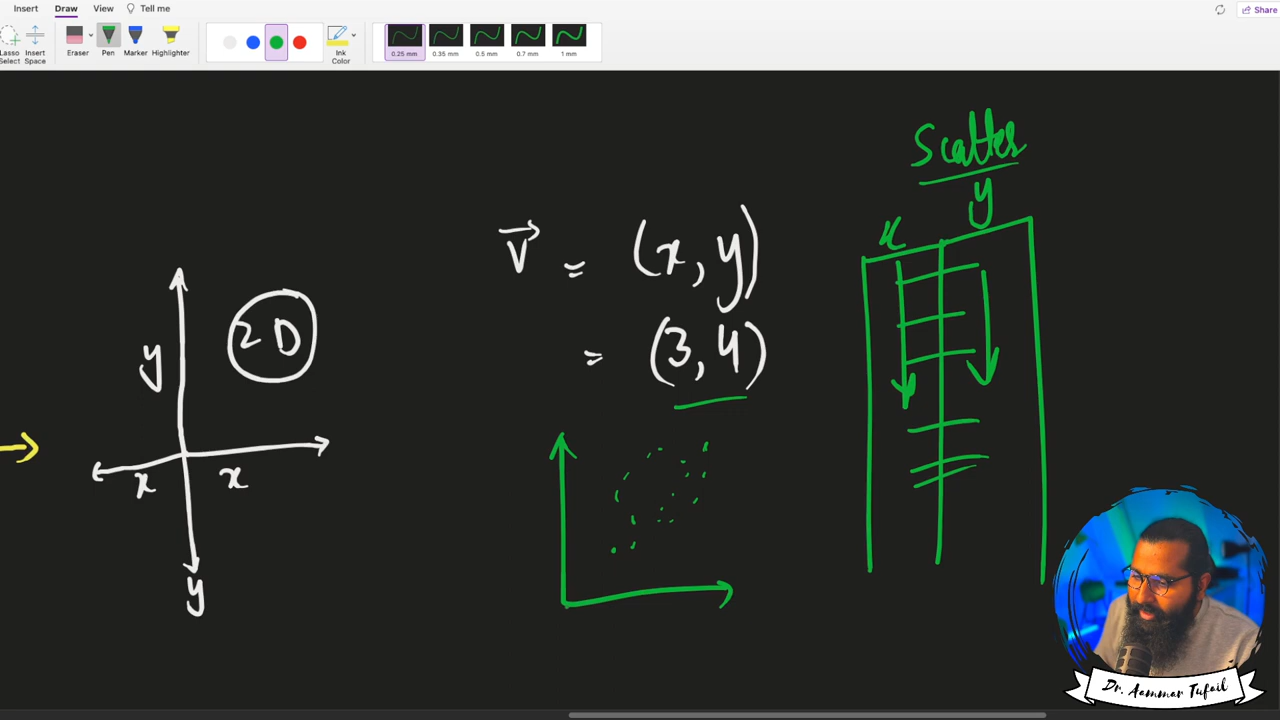 Insert Draw View Tell me
Share
Lasso Select
Insert Space
Eraser
Pen
Marker
Highlighter
Ink Color
0.25 mm
0.35 mm
0.5 mm
0.7 mm
1 mm
Scatter
x y
V = (x, y)
= (3, 4)
2D
y
x x
y
Dr. Aammar Tufail